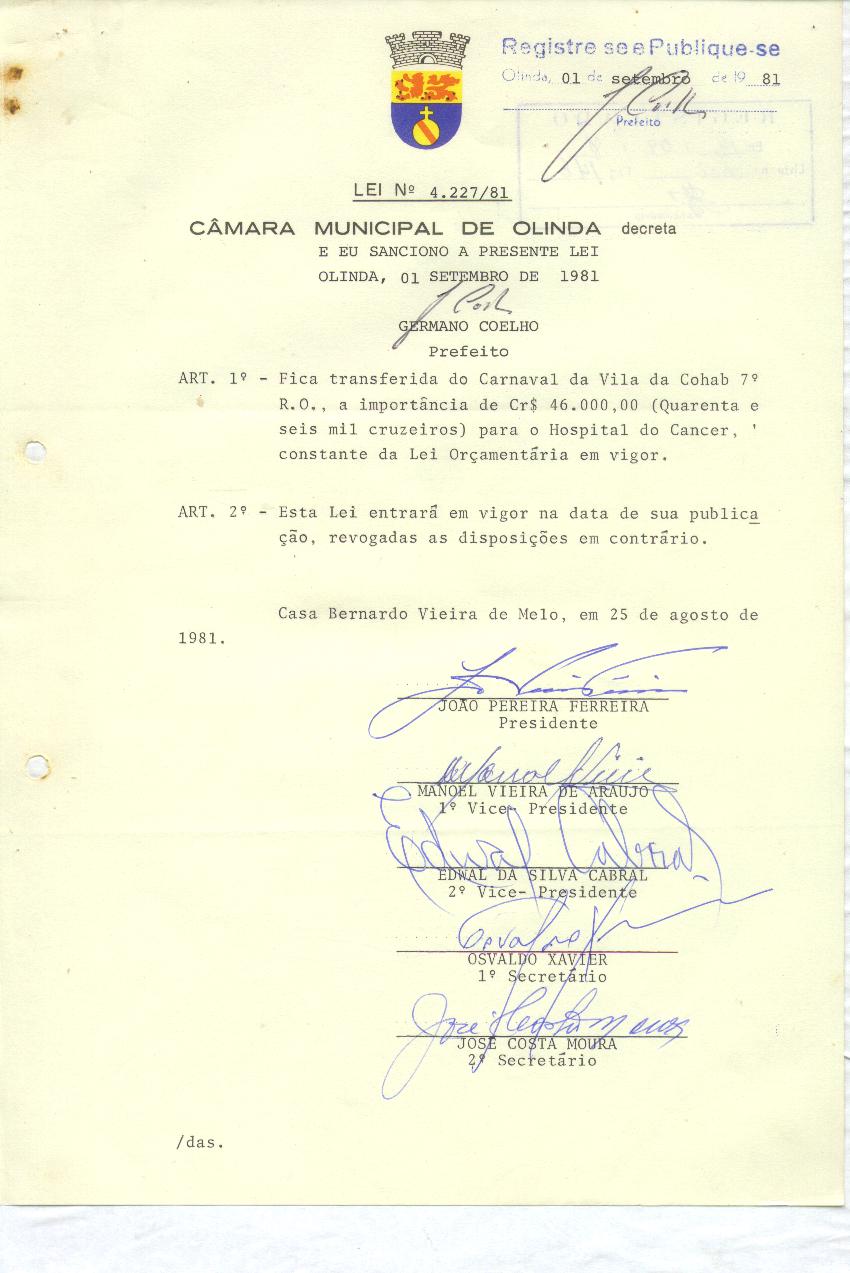 Registre se e Publique-se
Olinda, 01 de setembro de 19 81
Prefeito
LEI Nº 4.227/81
CÂMARA MUNICIPAL DE OLINDA decreta
E EU SANCIONO A PRESENTE LEI
OLINDA, 01 SETEMBRO DE 1981
GERMANO COELHO
Prefeito
ART. 1º - Fica transferida do Carnaval da Vila da Cohab 7º
R.O., a importância de Cr$ 46.000,00 (Quarenta e
seis mil cruzeiros) para o Hospital do Cancer, '
constante da Lei Orçamentária em vigor.
ART. 2º - Esta Lei entrará em vigor na data de sua publica
ção, revogadas as disposições em contrário.
Casa Bernardo Vieira de Melo, em 25 de agosto de
1981.
JOÃO PEREIRA FERREIRA
Presidente
MANOEL VIEIRA DE ARAUJO
1º Vice- Presidente
Edwal Cabral
EDWAL DA SILVA CABRAL
2º Vice- Presidente
OSVALDO XAVIER
1º Secretário
JOSÉ COSTA MOURA
2º Secretário
/das.